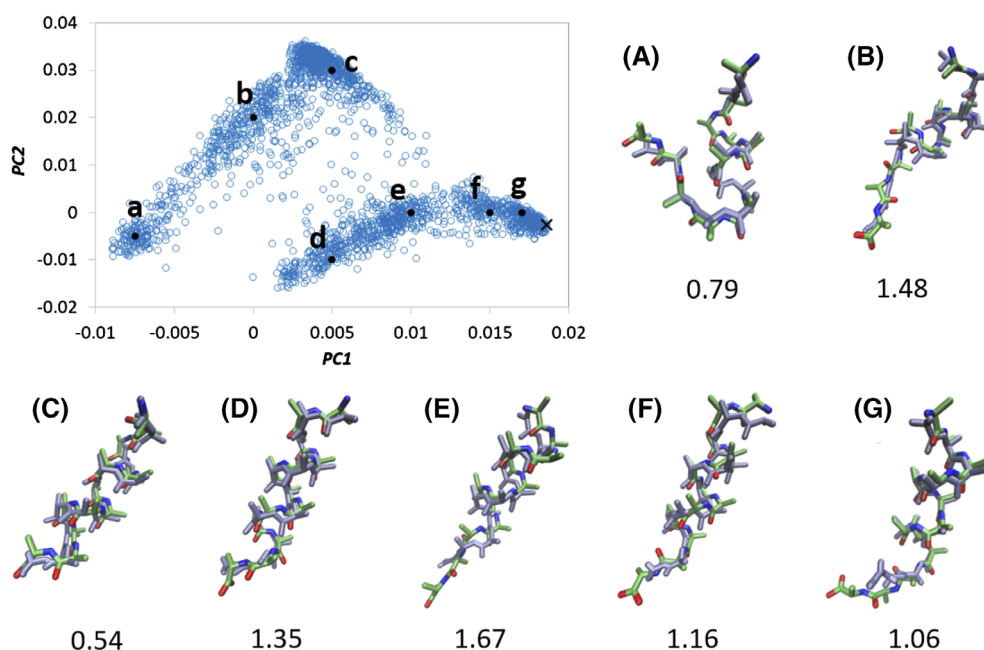 0.04
0.03
0.02
0.01
0
-0.01
-0.02
PC2
-0.01
-0.005
0
0.005
0.01
0.015
0.02
PC1
a
b
c
d
e
f
g
×
(A)
0.79
(B)
1.48
(C)
0.54
(D)
1.35
(E)
1.67
(F)
1.16
(G)
1.06